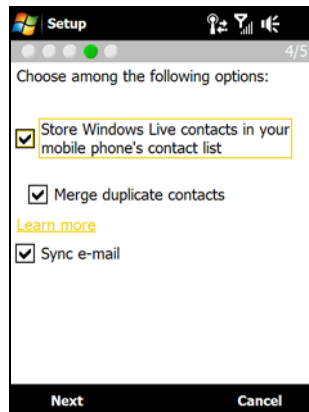 Setup
4/5
Choose among the following options:
Store Windows Live contacts in your
mobile phone's contact list
Merge duplicate contacts
Learn more
Sync e-mail
Next Cancel